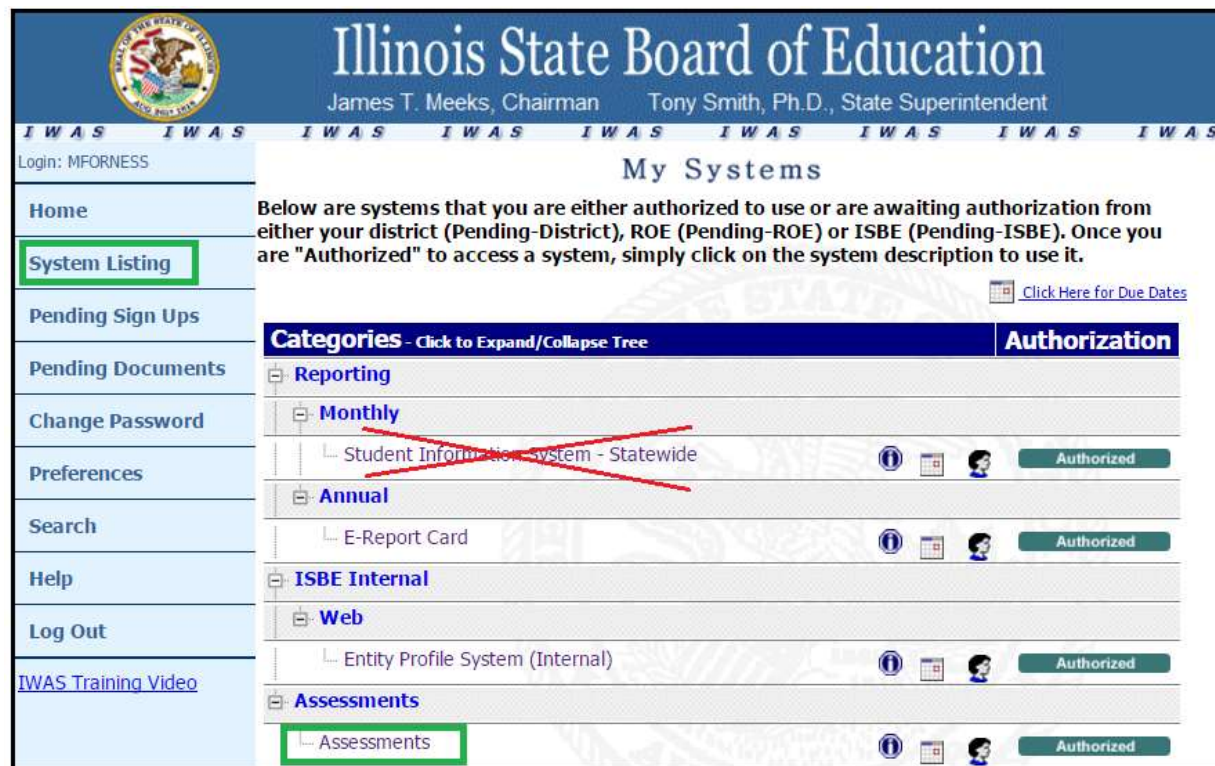 Illinois State Board of Education
James T. Meeks, Chairman Tony Smith, Ph.D., State Superintendent
IWAS IWAS IWAS IWAS IWAS IWAS IWAS IWAS IWAS
Login: MFORNESS
My Systems
Home
System Listing
Pending Sign Ups
Pending Documents
Change Password
Preferences
Search
Help
Log Out
IWAS Training Video
Below are systems that you are either authorized to use or are awaiting authorization from
either your district (Pending-District), ROE (Pending-ROE) or ISBE (Pending-ISBE). Once you
are "Authorized" to access a system, simply click on the system description to use it.
Click Here for Due Dates
Categories - Click to Expand/Collapse Tree Authorization
Reporting
Monthly
Student Information System - Statewide Authorized
Annual
E-Report Card Authorized
ISBE Internal
Web
Entity Profile System (Internal) Authorized
Assessments
Assessments Authorized